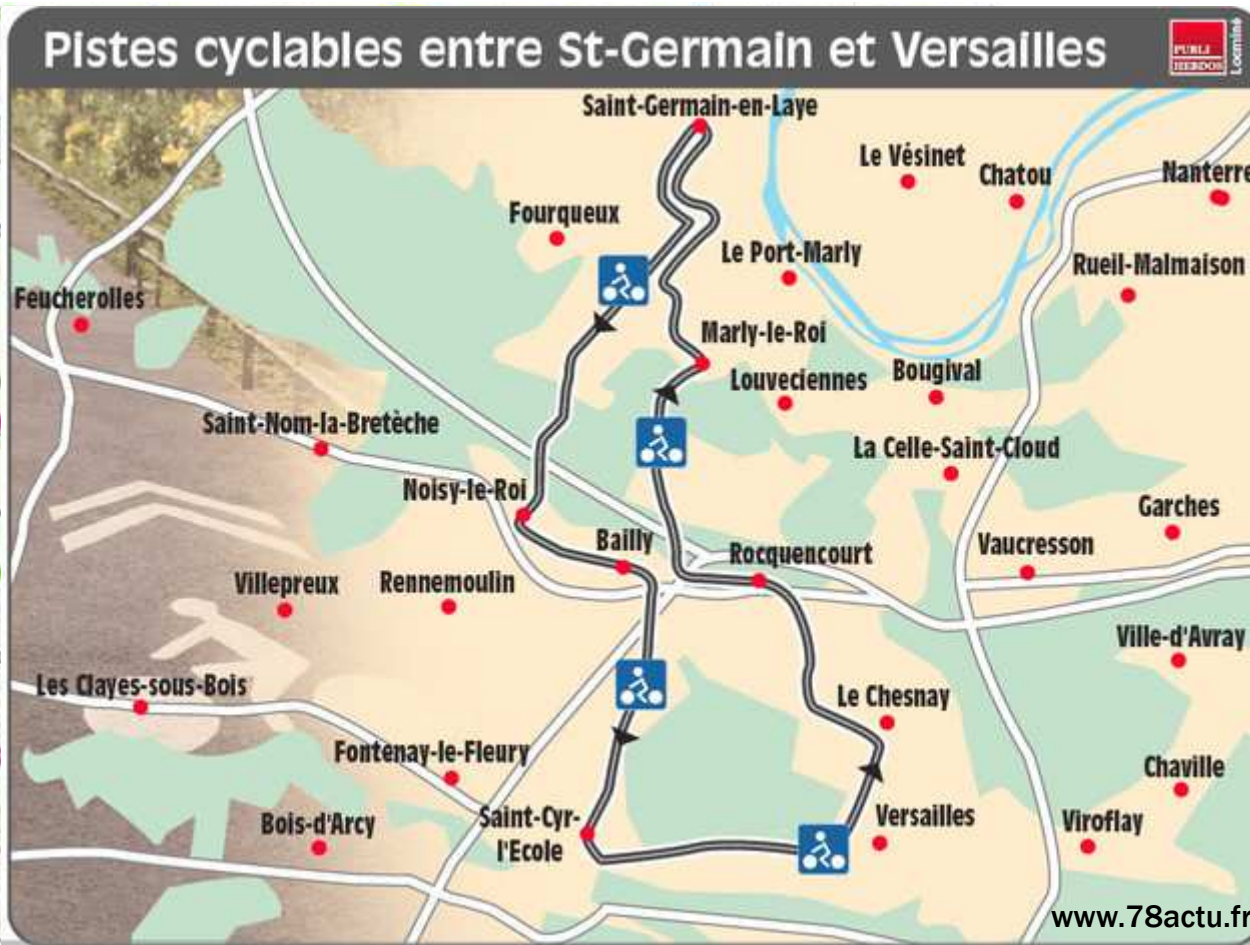 Pistes cyclables entre St-Germain et Versailles
PUBLI
HEBDOS
Locminé
Saint-Germain-en-Laye
Le Vésinet
Chatou
Nanterre
Fourqueux
Le Port-Marly
Rueil-Malmaison
Feucherolles
Marly-le-Roi
Louveciennes
Bougival
Saint-Nom-la-Bretèche
La Celle-Saint-Cloud
Noisy-le-Roi
Garches
Bailly
Rocquencourt
Vaucresson
Villepreux
Rennemoulin
Ville-d'Avray
Les Clayes-sous-Bois
Le Chesnay
Fontenay-le-Fleury
Chaville
Bois-d'Arcy
Saint-Cyr-
l'Ecole
Versailles
Viroflay
www.78actu.fr